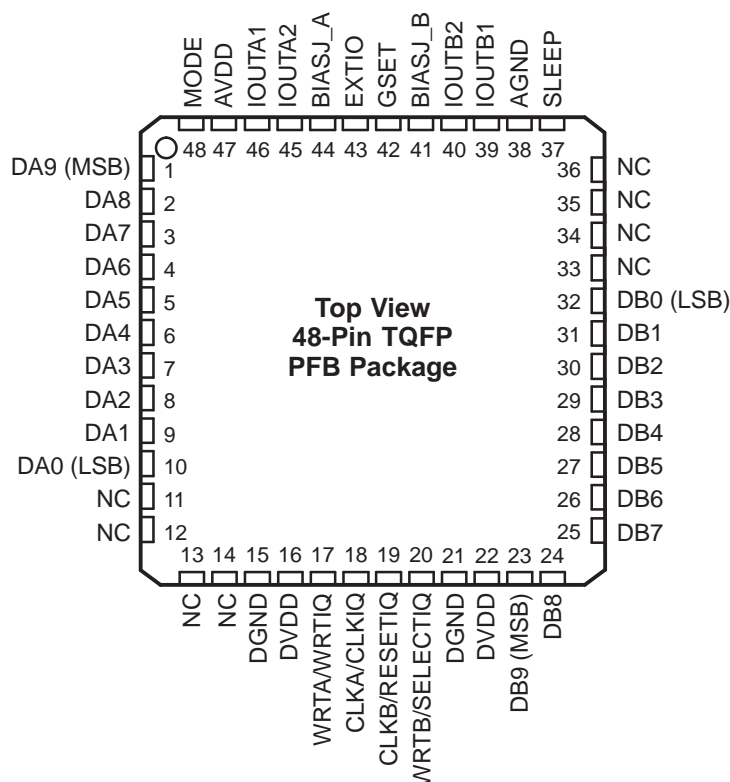 MODE
AVDD
IOUTA1
IOUTA2
BIASJ_A
EXTIO
GSET
BIASJ_B
IOUTB2
IOUTB1
AGND
SLEEP
48 47 46 45 44 43 42 41 40 39 38 37
DA9 (MSB) 1
DA8 2
DA7 3
DA6 4
DA5 5
DA4 6
DA3 7
DA2 8
DA1 9
DA0 (LSB) 10
NC 11
NC 12
Top View
48-Pin TQFP
PFB Package
36 NC
35 NC
34 NC
33 NC
32 DB0 (LSB)
31 DB1
30 DB2
29 DB3
28 DB4
27 DB5
26 DB6
25 DB7
13 14 15 16 17 18 19 20 21 22 23 24
NC
NC
DGND
DVDD
WRTA/WRTIQ
CLKA/CLKIQ
CLKB/RESETIQ
WRTB/SELECTIQ
DGND
DVDD
DB9 (MSB)
DB8